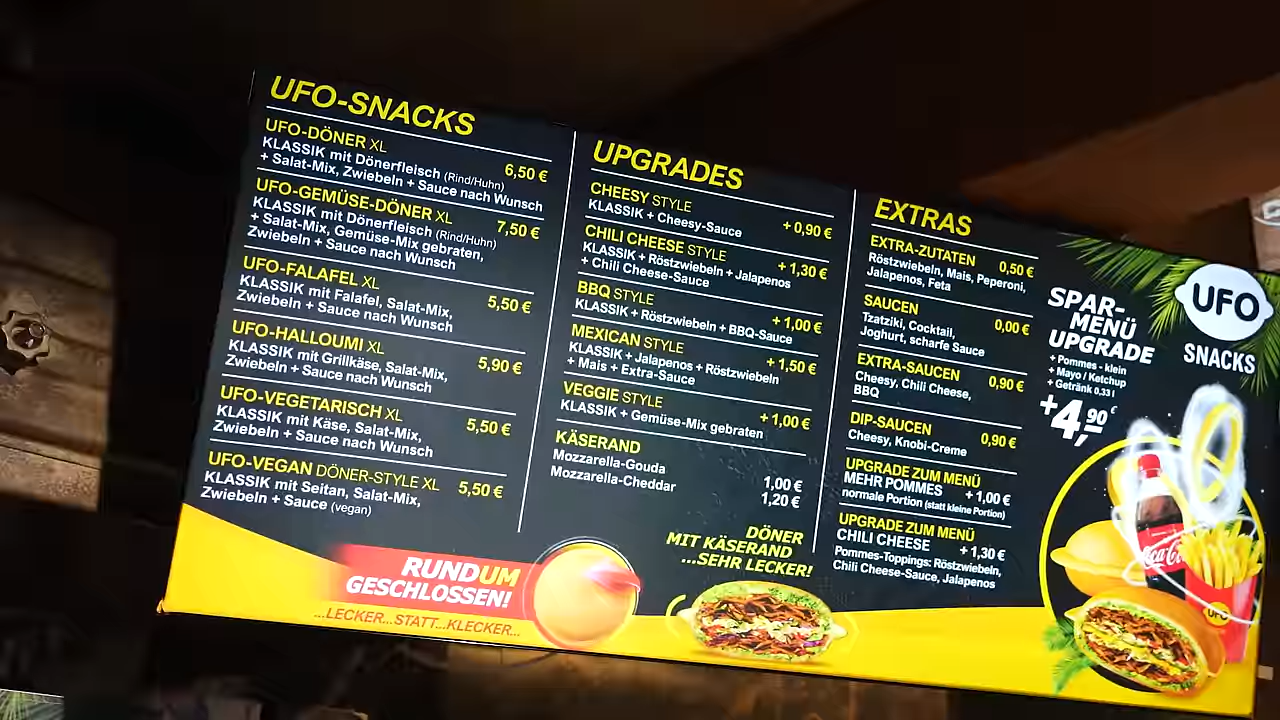 UFO-SNACKS
UFO-DÖNER XL
KLASSIK mit Dönerfleisch (Rind/Huhn) 6,50 €
+ Salat-Mix, Zwiebeln + Sauce nach Wunsch
UFO-GEMÜSE-DÖNER XL
KLASSIK mit Dönerfleisch (Rind/Huhn) 7,50 €
+ Salat-Mix, Gemüse-Mix gebraten,
Zwiebeln + Sauce nach Wunsch
UFO-FALAFEL XL
KLASSIK mit Falafel, Salat-Mix, 5,50 €
Zwiebeln + Sauce nach Wunsch
UFO-HALLOUMI XL
KLASSIK mit Grillkäse, Salat-Mix, 5,90 €
Zwiebeln + Sauce nach Wunsch
UFO-VEGETARISCH XL
KLASSIK mit Käse, Salat-Mix, 5,50 €
Zwiebeln + Sauce nach Wunsch
UFO-VEGAN DÖNER-STYLE XL 5,50 €
KLASSIK mit Seitan, Salat-Mix,
Zwiebeln + Sauce (vegan)
RUNDUM
GESCHLOSSEN!
...LECKER...STATT...KLECKER...
UPGRADES
CHEESY STYLE
KLASSIK + Cheesy-Sauce +0,90 €
CHILI CHEESE STYLE
KLASSIK + Röstzwiebeln + Jalapenos +1,30 €
+ Chili Cheese-Sauce
BBQ STYLE
KLASSIK + Röstzwiebeln + BBQ-Sauce +1,00 €
MEXICAN STYLE
KLASSIK + Jalapenos + Röstzwiebeln +1,50 €
+ Mais + Extra-Sauce
VEGGIE STYLE
KLASSIK + Gemüse-Mix gebraten +1,00 €
KÄSERAND
Mozzarella-Gouda 1,00 €
Mozzarella-Cheddar 1,20 €
DÖNER
MIT KÄSERAND
...SEHR LECKER!
EXTRAS
EXTRA-ZUTATEN 0,50 €
Röstzwiebeln, Mais, Peperoni,
Jalapenos, Feta
SAUCEN 0,00 €
Tzatziki, Cocktail,
Joghurt, scharfe Sauce
EXTRA-SAUCEN 0,90 €
Cheesy, Chili Cheese,
BBQ
DIP-SAUCEN 0,90 €
Cheesy, Knobi-Creme
UPGRADE ZUM MENÜ
MEHR POMMES +1,00 €
normale Portion (statt kleine Portion)
UPGRADE ZUM MENÜ
CHILI CHEESE +1,30 €
Pommes-Toppings: Röstzwiebeln,
Chili Cheese-Sauce, Jalapenos
SPAR-
MENÜ
UPGRADE
+ Pommes - klein
+ Mayo / Ketchup
+ Getränk 0,33 l
+4,90 €
UFO
SNACKS
Coca-Cola
UFO